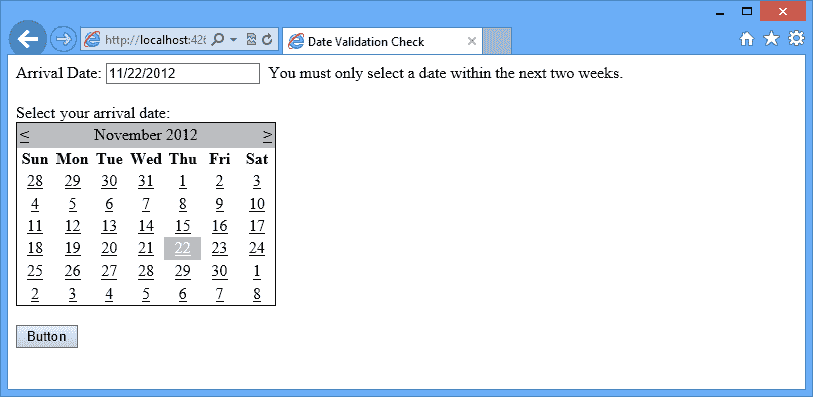 http://localhost:426
Date Validation Check
Arrival Date: 11/22/2012 You must only select a date within the next two weeks.
Select your arrival date:
< November 2012 >
Sun Mon Tue Wed Thu Fri Sat
28 29 30 31 1 2 3
4 5 6 7 8 9 10
11 12 13 14 15 16 17
18 19 20 21 22 23 24
25 26 27 28 29 30 1
2 3 4 5 6 7 8
Button